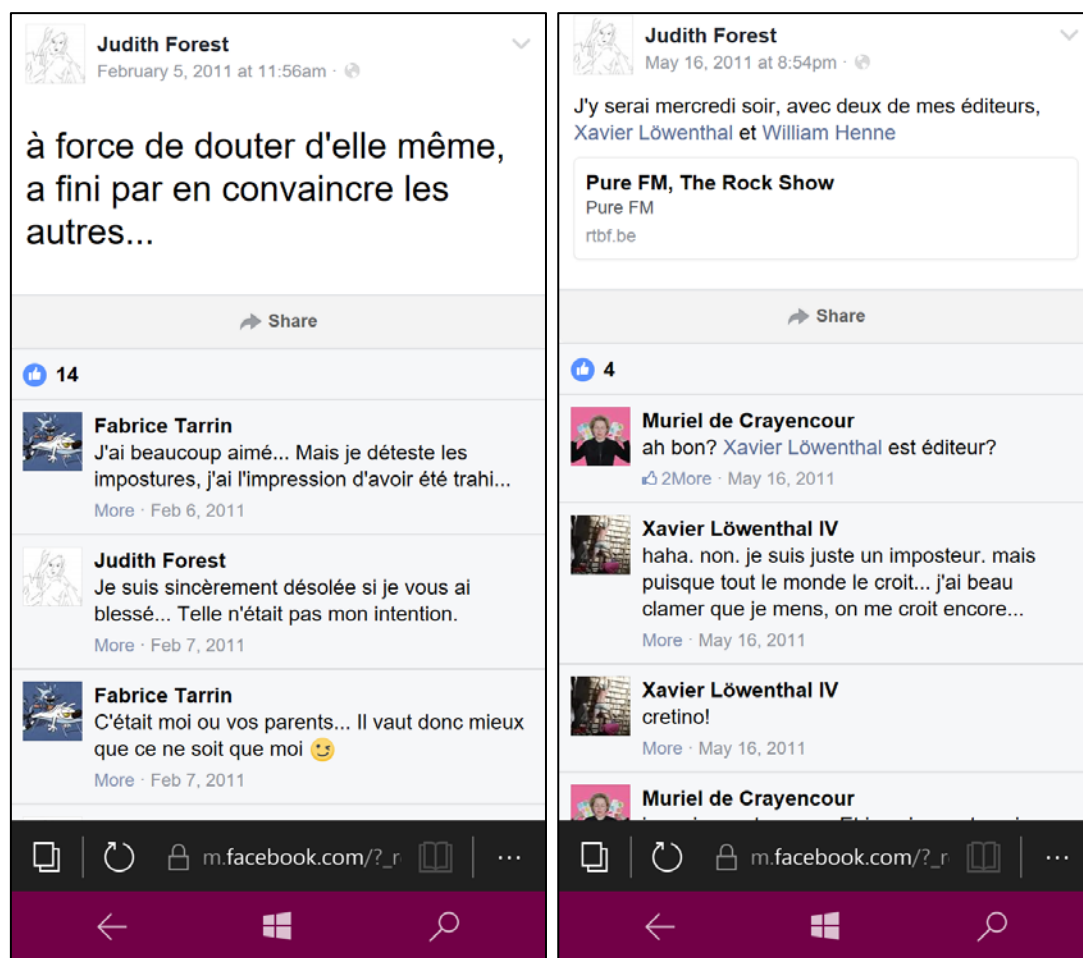 Judith Forest
February 5, 2011 at 11:56am ·
à force de douter d'elle même,
a fini par en convaincre les
autres...
Share
14
Fabrice Tarrin
J'ai beaucoup aimé... Mais je déteste les
impostures, j'ai l'impression d'avoir été trahi...
More · Feb 6, 2011
Judith Forest
Je suis sincèrement désolée si je vous ai
blessé... Telle n'était pas mon intention.
More · Feb 7, 2011
Fabrice Tarrin
C'était moi ou vos parents... Il vaut donc mieux
que ce ne soit que moi 😉
More · Feb 7, 2011
m.facebook.com/?_r
Judith Forest
May 16, 2011 at 8:54pm ·
J'y serai mercredi soir, avec deux de mes éditeurs,
Xavier Löwenthal et William Henne
Pure FM, The Rock Show
Pure FM
rtbf.be
Share
4
Muriel de Crayencour
ah bon? Xavier Löwenthal est éditeur?
2More · May 16, 2011
Xavier Löwenthal IV
haha. non. je suis juste un imposteur. mais
puisque tout le monde le croit... j'ai beau
clamer que je mens, on me croit encore...
More · May 16, 2011
Xavier Löwenthal IV
cretino!
More · May 16, 2011
Muriel de Crayencour
m.facebook.com/?_r